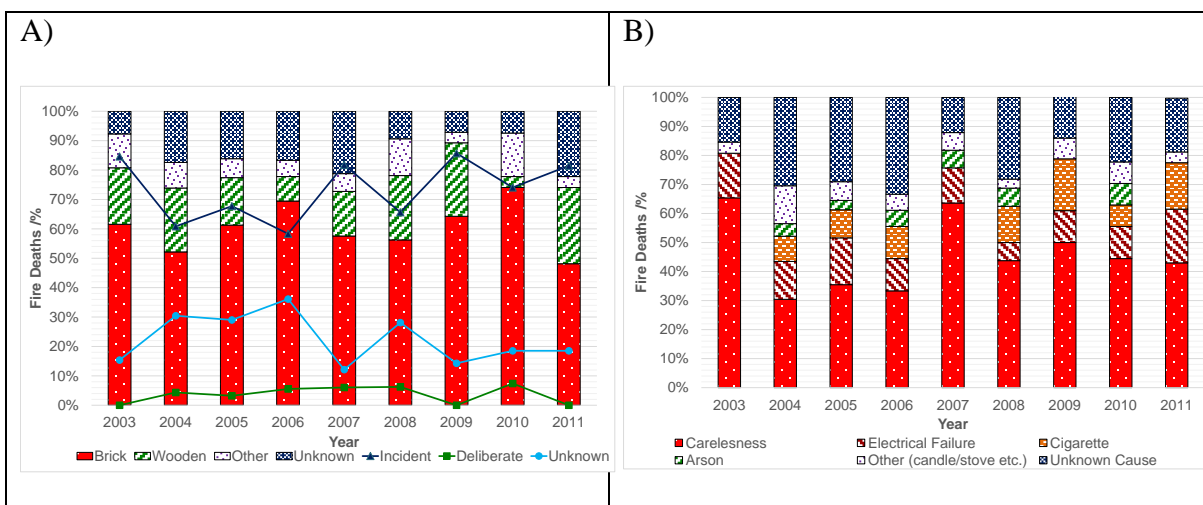 A)
Fire Deaths /%
100%
90%
80%
70%
60%
50%
40%
30%
20%
10%
0%
2003 2004 2005 2006 2007 2008 2009 2010 2011
Year
Brick Wooden Other Unknown Incident Deliberate Unknown
B)
Fire Deaths /%
100%
90%
80%
70%
60%
50%
40%
30%
20%
10%
0%
2003 2004 2005 2006 2007 2008 2009 2010 2011
Year
Carelesness Electrical Failure Cigarette
Arson Other (candle/stove etc.) Unknown Cause